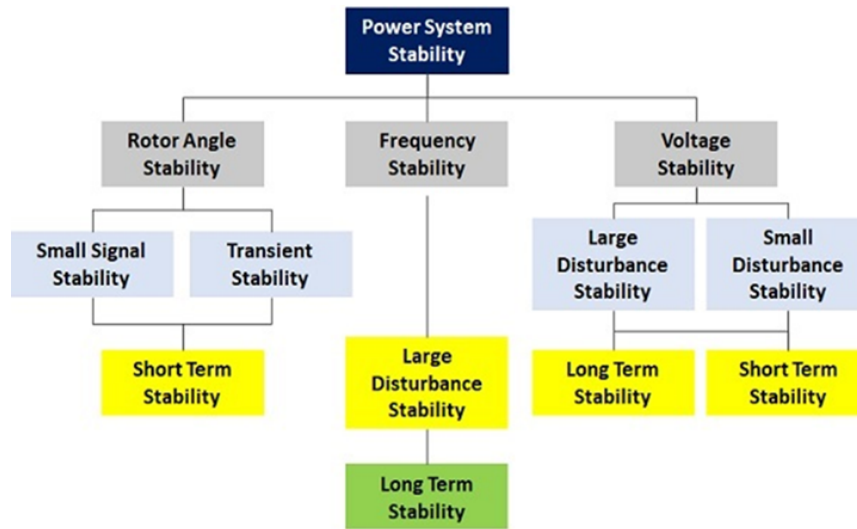 Power System
Stability
Rotor Angle
Stability
Frequency
Stability
Voltage
Stability
Small Signal
Stability
Transient
Stability
Large
Disturbance
Stability
Small
Disturbance
Stability
Short Term
Stability
Large
Disturbance
Stability
Long Term
Stability
Short Term
Stability
Long Term
Stability